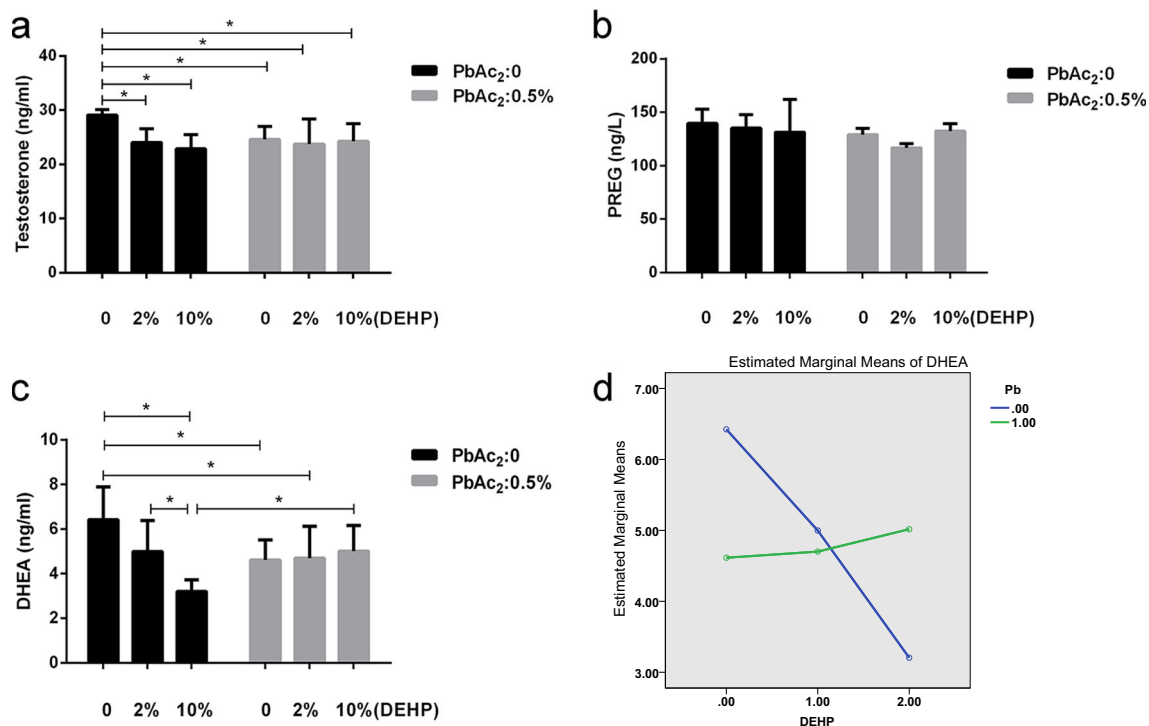 a
* * * * *
Testosterone (ng/ml)
40
30
20
10
0
0 2% 10% 0 2% 10%(DEHP)
PbAc₂:0
PbAc₂:0.5%
b
PREG (ng/L)
200
150
100
50
0
0 2% 10% 0 2% 10%(DEHP)
PbAc₂:0
PbAc₂:0.5%
c
* * * * *
DHEA (ng/ml)
10
8
6
4
2
0
0 2% 10% 0 2% 10%(DEHP)
PbAc₂:0
PbAc₂:0.5%
d
Estimated Marginal Means of DHEA
Estimated Marginal Means
7.00
6.00
5.00
4.00
3.00
.00 1.00 2.00
DEHP
Pb
.00
1.00